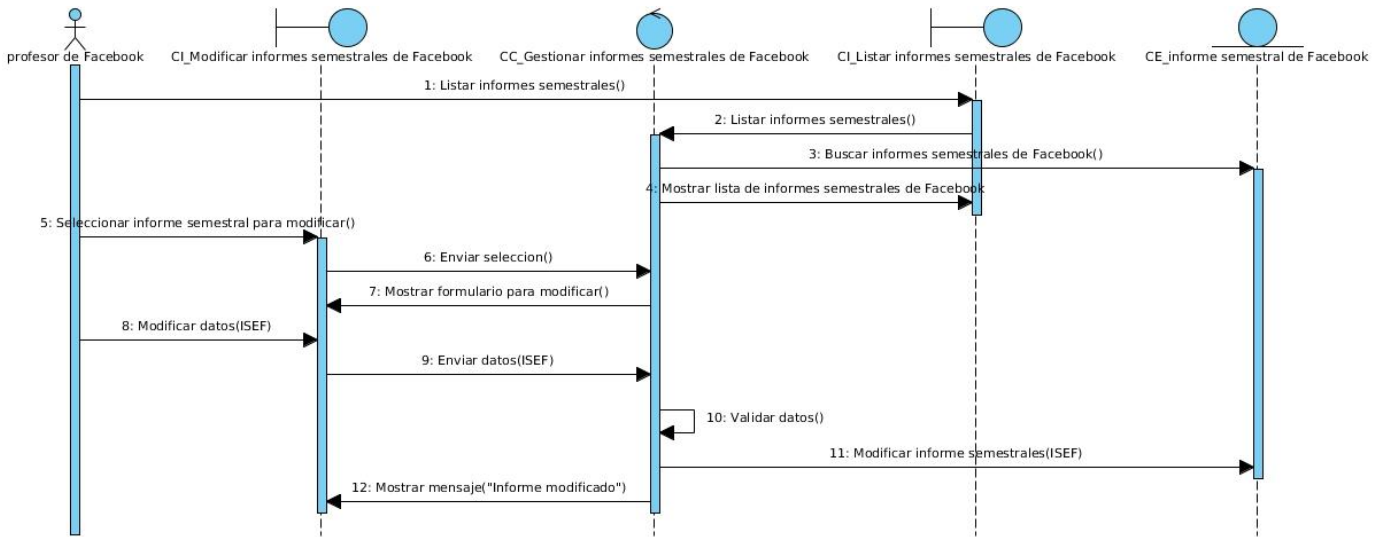 profesor de Facebook
CI_Modificar informes semestrales de Facebook
CC_Gestionar informes semestrales de Facebook
CI_Listar informes semestrales de Facebook
CE_informe semestral de Facebook
1: Listar informes semestrales()
2: Listar informes semestrales()
3: Buscar informes semestrales de Facebook()
4: Mostrar lista de informes semestrales de Facebook
5: Seleccionar informe semestral para modificar()
6: Enviar seleccion()
7: Mostrar formulario para modificar()
8: Modificar datos(ISEF)
9: Enviar datos(ISEF)
10: Validar datos()
11: Modificar informe semestrales(ISEF)
12: Mostrar mensaje("Informe modificado")